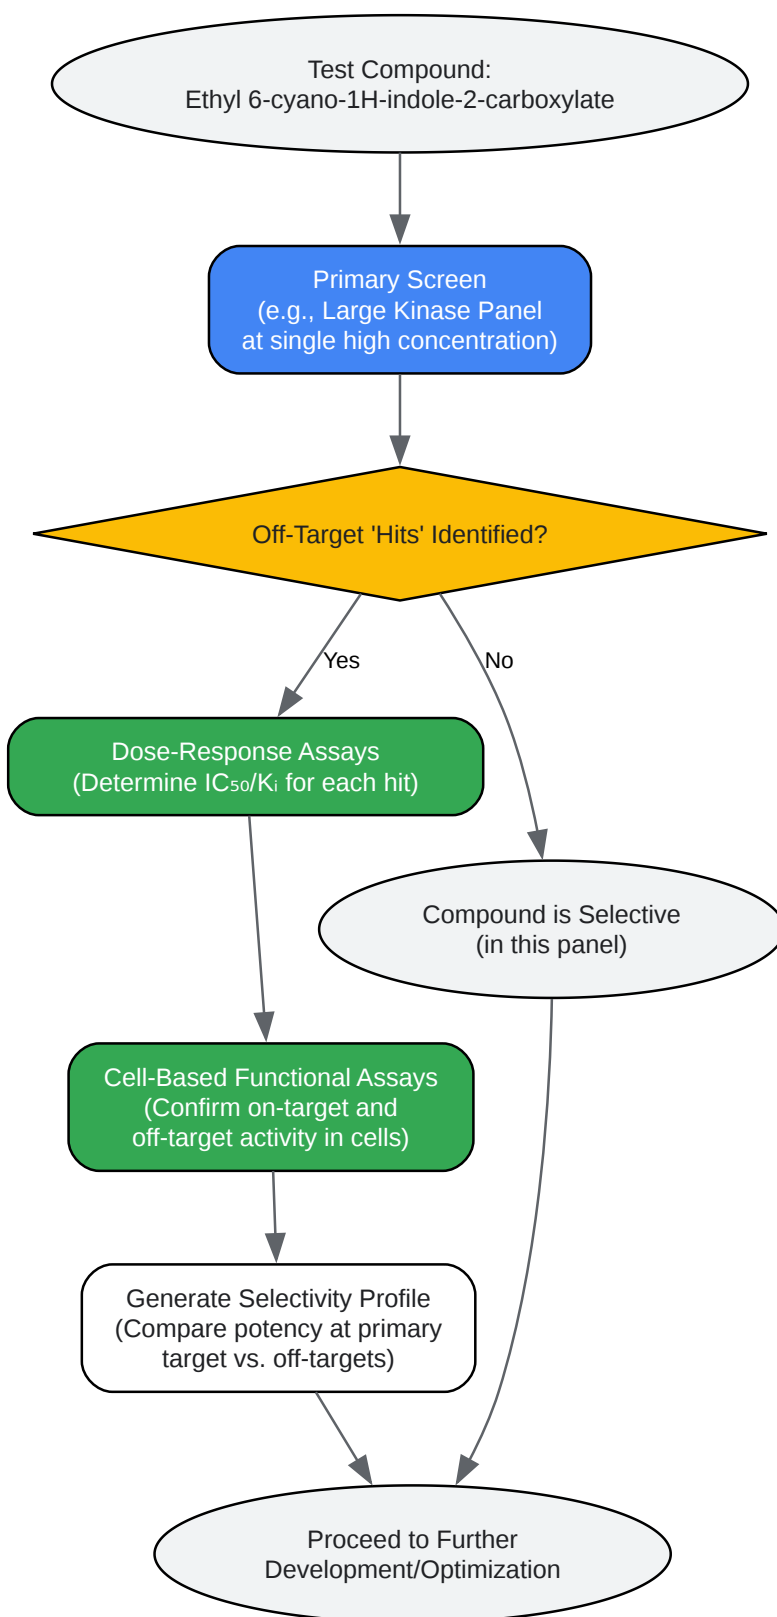 Test Compound:
Ethyl 6-cyano-1H-indole-2-carboxylate
Primary Screen
(e.g., Large Kinase Panel
at single high concentration)
Off-Target 'Hits' Identified?
Yes
No
Dose-Response Assays
(Determine IC₅₀/Kᵢ for each hit)
Compound is Selective
(in this panel)
Cell-Based Functional Assays
(Confirm on-target and
off-target activity in cells)
Generate Selectivity Profile
(Compare potency at primary
target vs. off-targets)
Proceed to Further
Development/Optimization